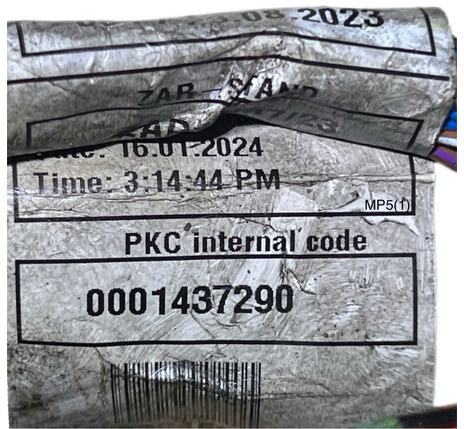 .08.2023
Date: 16.01.2024
Time: 3:14:44 PM
MP5(1)
PKC internal code
0001437290